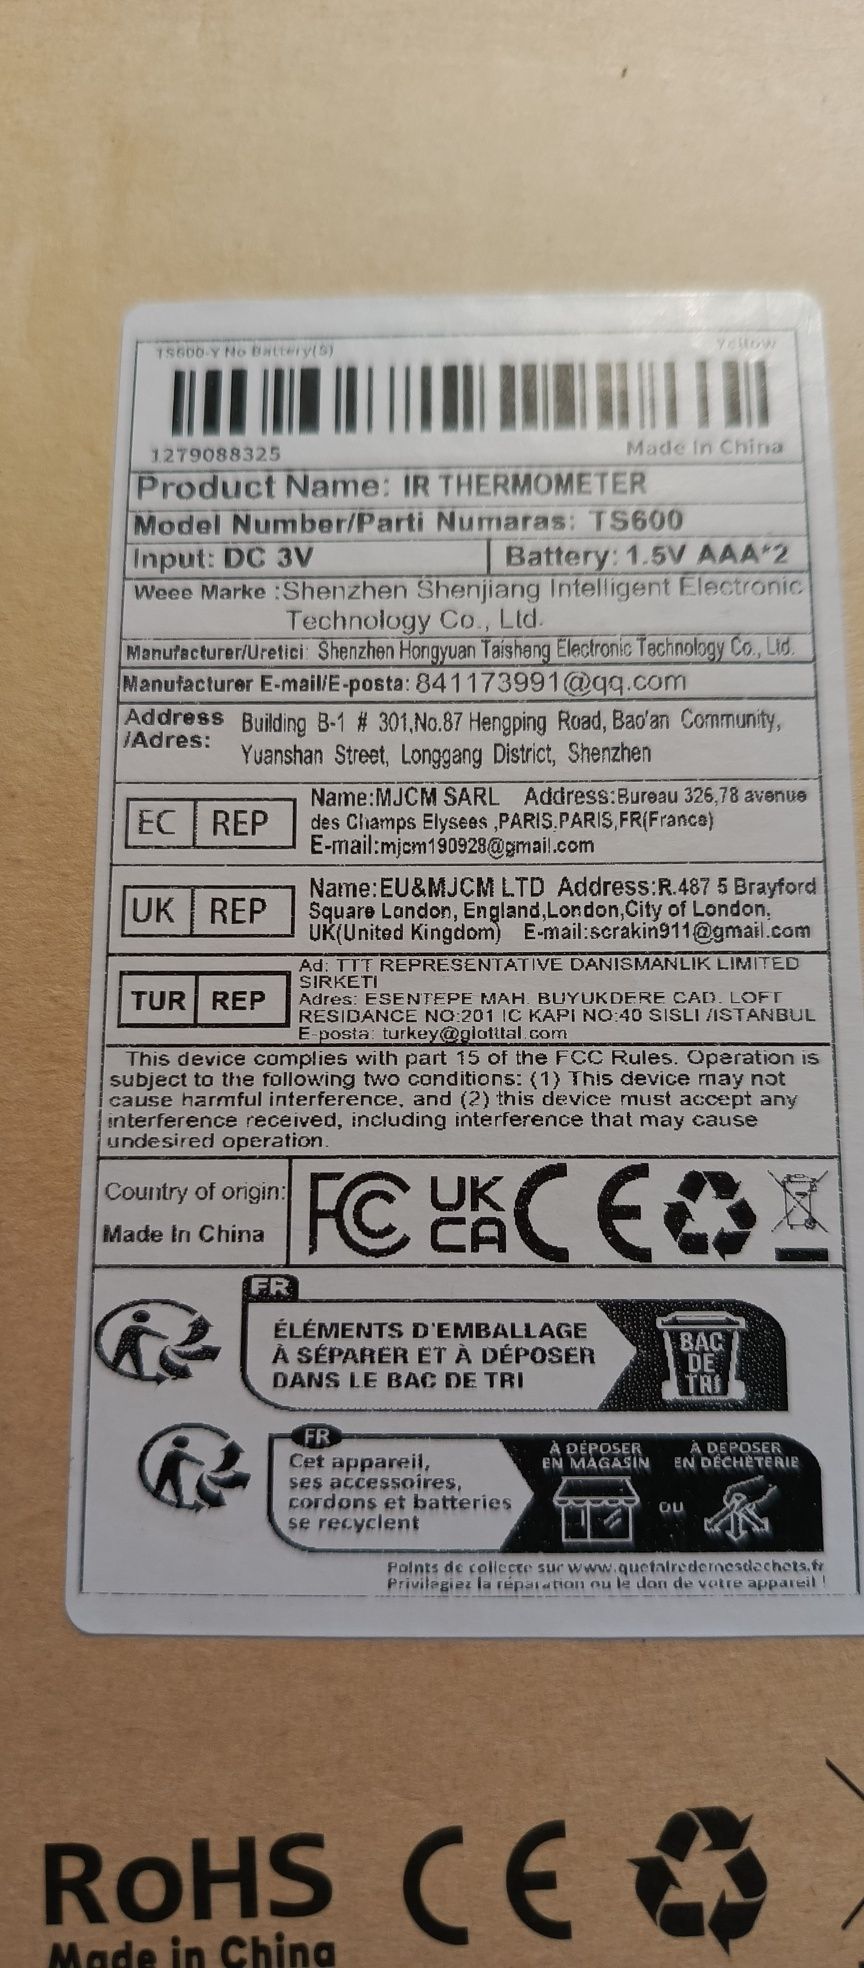 TS600-Y No Battery(S) Yellow
1279088325 Made In China
Product Name: IR THERMOMETER
Model Number/Parti Numaras: TS600
Input: DC 3V Battery: 1.5V AAA*2
Weee Marke :Shenzhen Shenjiang Intelligent Electronic
Technology Co., Ltd.
Manufacturer/Uretici: Shenzhen Hongyuan Taisheng Electronic Technology Co., Ltd.
Manufacturer E-mail/E-posta: 841173991@qq.com
Address
/Adres:
Building B-1 # 301,No.87 Hengping Road, Bao'an Community,
Yuanshan Street, Longgang District, Shenzhen
EC REP
Name:MJCM SARL Address:Bureau 326,78 avenue
des Champs Elysees ,PARIS,PARIS,FR(France)
E-mail:mjcm190928@gmail.com
UK REP
Name:EU&MJCM LTD Address:R.487 5 Brayford
Square London, England,London,City of London,
UK(United Kingdom) E-mail:scrakin911@gmail.com
TUR REP
Ad: TTT REPRESENTATIVE DANISMANLIK LIMITED
SIRKETI
Adres: ESENTEPE MAH. BUYUKDERE CAD. LOFT
RESIDANCE NO:201 IC KAPI NO:40 SISLI /ISTANBUL
E-posta: turkey@glotttal.com
This device complies with part 15 of the FCC Rules. Operation is
subject to the following two conditions: (1) This device may not
cause harmful interference, and (2) this device must accept any
interference received, including interference that may cause
undesired operation.
Country of origin:
Made In China
FC UK
CA CE
FR
ÉLÉMENTS D'EMBALLAGE
À SÉPARER ET À DÉPOSER
DANS LE BAC DE TRI
BAC
DE
TRI
FR
Cet appareil,
ses accessoires,
cordons et batteries
se recyclent
À DÉPOSER
EN MAGASIN
OU
À DÉPOSER
EN DÉCHÈTERIE
Points de collecte sur www.quefairedemesdechets.fr
Privilégiez la réparation ou le don de votre appareil !
RoHS CE
Made in China